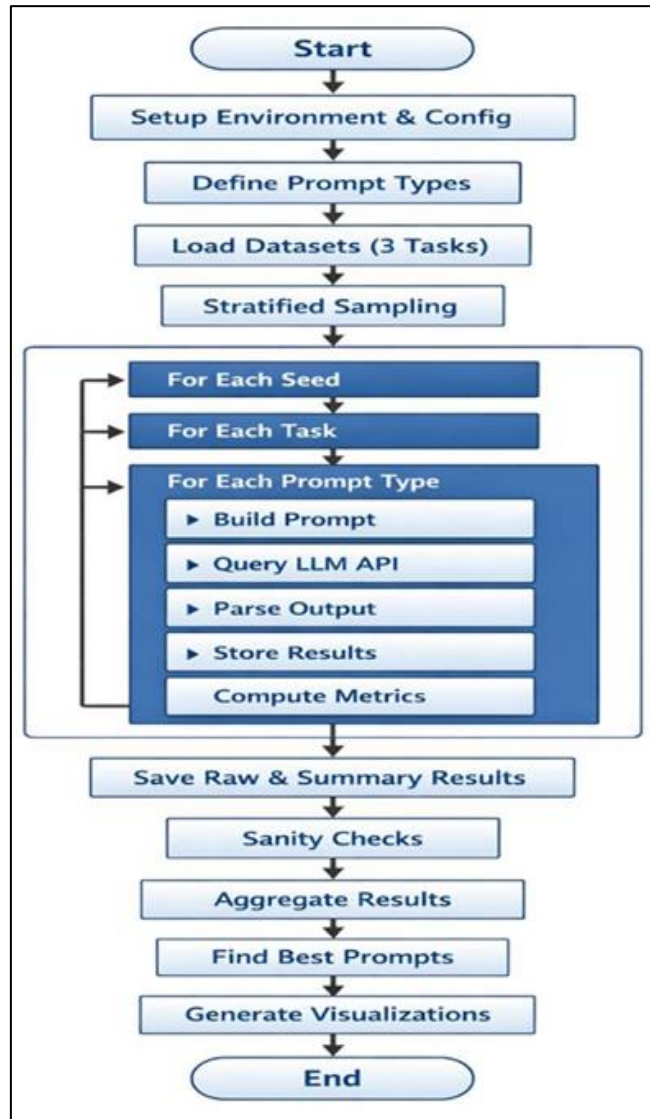 Start
Setup Environment & Config
Define Prompt Types
Load Datasets (3 Tasks)
Stratified Sampling
For Each Seed
For Each Task
For Each Prompt Type
▸ Build Prompt
▸ Query LLM API
▸ Parse Output
▸ Store Results
Compute Metrics
Save Raw & Summary Results
Sanity Checks
Aggregate Results
Find Best Prompts
Generate Visualizations
End